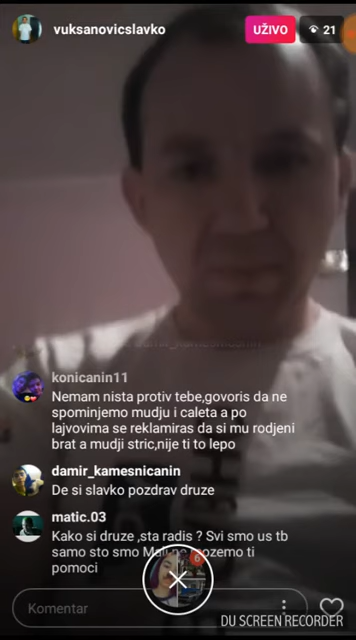 vuksanovicslavko
UŽIVO
21
konicanin11
Nemam nista protiv tebe,govoris da ne
spominjemo mudju i caleta a po
lajvovima se reklamiras da si mu rodjeni
brat a mudji stric,nije ti to lepo
damir_kamesnicanin
De si slavko pozdrav druze
matic.03
Kako si druze ,sta radis ? Svi smo us tb
samo sto smo ti
pomoci
Komentar
DU SCREEN RECORDER